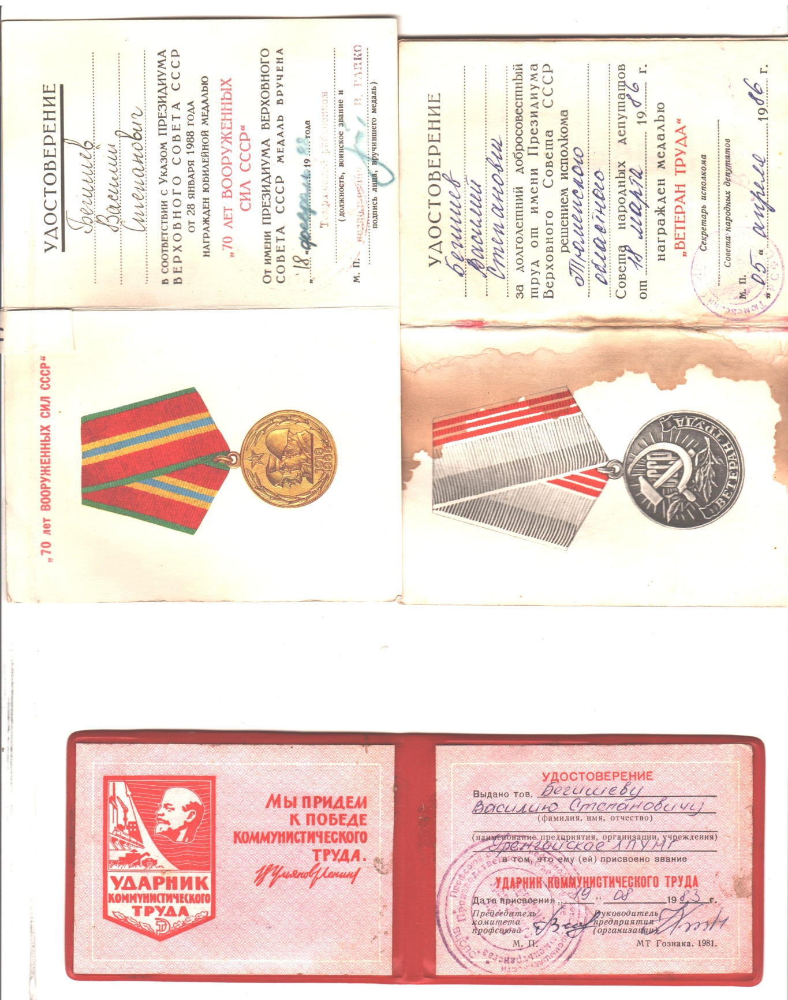 УДОСТОВЕРЕНИЕ
Бегишев
Василий
Степанович
В СООТВЕТСТВИИ С УКАЗОМ ПРЕЗИДИУМА
ВЕРХОВНОГО СОВЕТА СССР
ОТ 28 ЯНВАРЯ 1988 ГОДА
НАГРАЖДЕН ЮБИЛЕЙНОЙ МЕДАЛЬЮ
„70 ЛЕТ ВООРУЖЕННЫХ
СИЛ СССР“
От имени ПРЕЗИДИУМА ВЕРХОВНОГО
СОВЕТА СССР МЕДАЛЬ ВРУЧЕНА
„18“ февраль 1988 года
(должность, воинское звание и
М. П.
подпись лица, вручившего медаль)
„70 лет ВООРУЖЕННЫХ СИЛ СССР“
1918
1988
УДОСТОВЕРЕНИЕ
Бегишев
Василий
Степанович
за долголетний добросовестный
труд от имени Президиума
Верховного Совета СССР
решением исполкома
Тюменского
областного
Совета народных депутатов
от 18 марта 1986 г.
награжден медалью
„ВЕТЕРАН ТРУДА“
Секретарь исполкома
Совета народных депутатов
М. П.
„05“ апреля 1986 г.
СССР
ВЕТЕРАН ТРУДА
УДАРНИК
КОММУНИСТИЧЕСКОГО
ТРУДА
МЫ ПРИДЕМ
К ПОБЕДЕ
КОММУНИСТИЧЕСКОГО
ТРУДА.
В Ульянов (Ленин)
УДОСТОВЕРЕНИЕ
Выдано тов. Бегишеву
Василию Степановичу
(фамилия, имя, отчество)
(наименование предприятия, организации, учреждения)
Уренгойское ЛПУМГ
в том, что ему (ей) присвоено звание
УДАРНИК КОММУНИСТИЧЕСКОГО ТРУДА
Дата присвоения „19“ 08 1983 г.
Председатель комитета профсоюза
Руководитель предприятия (организации)
М. П.
МТ Гознака. 1981.